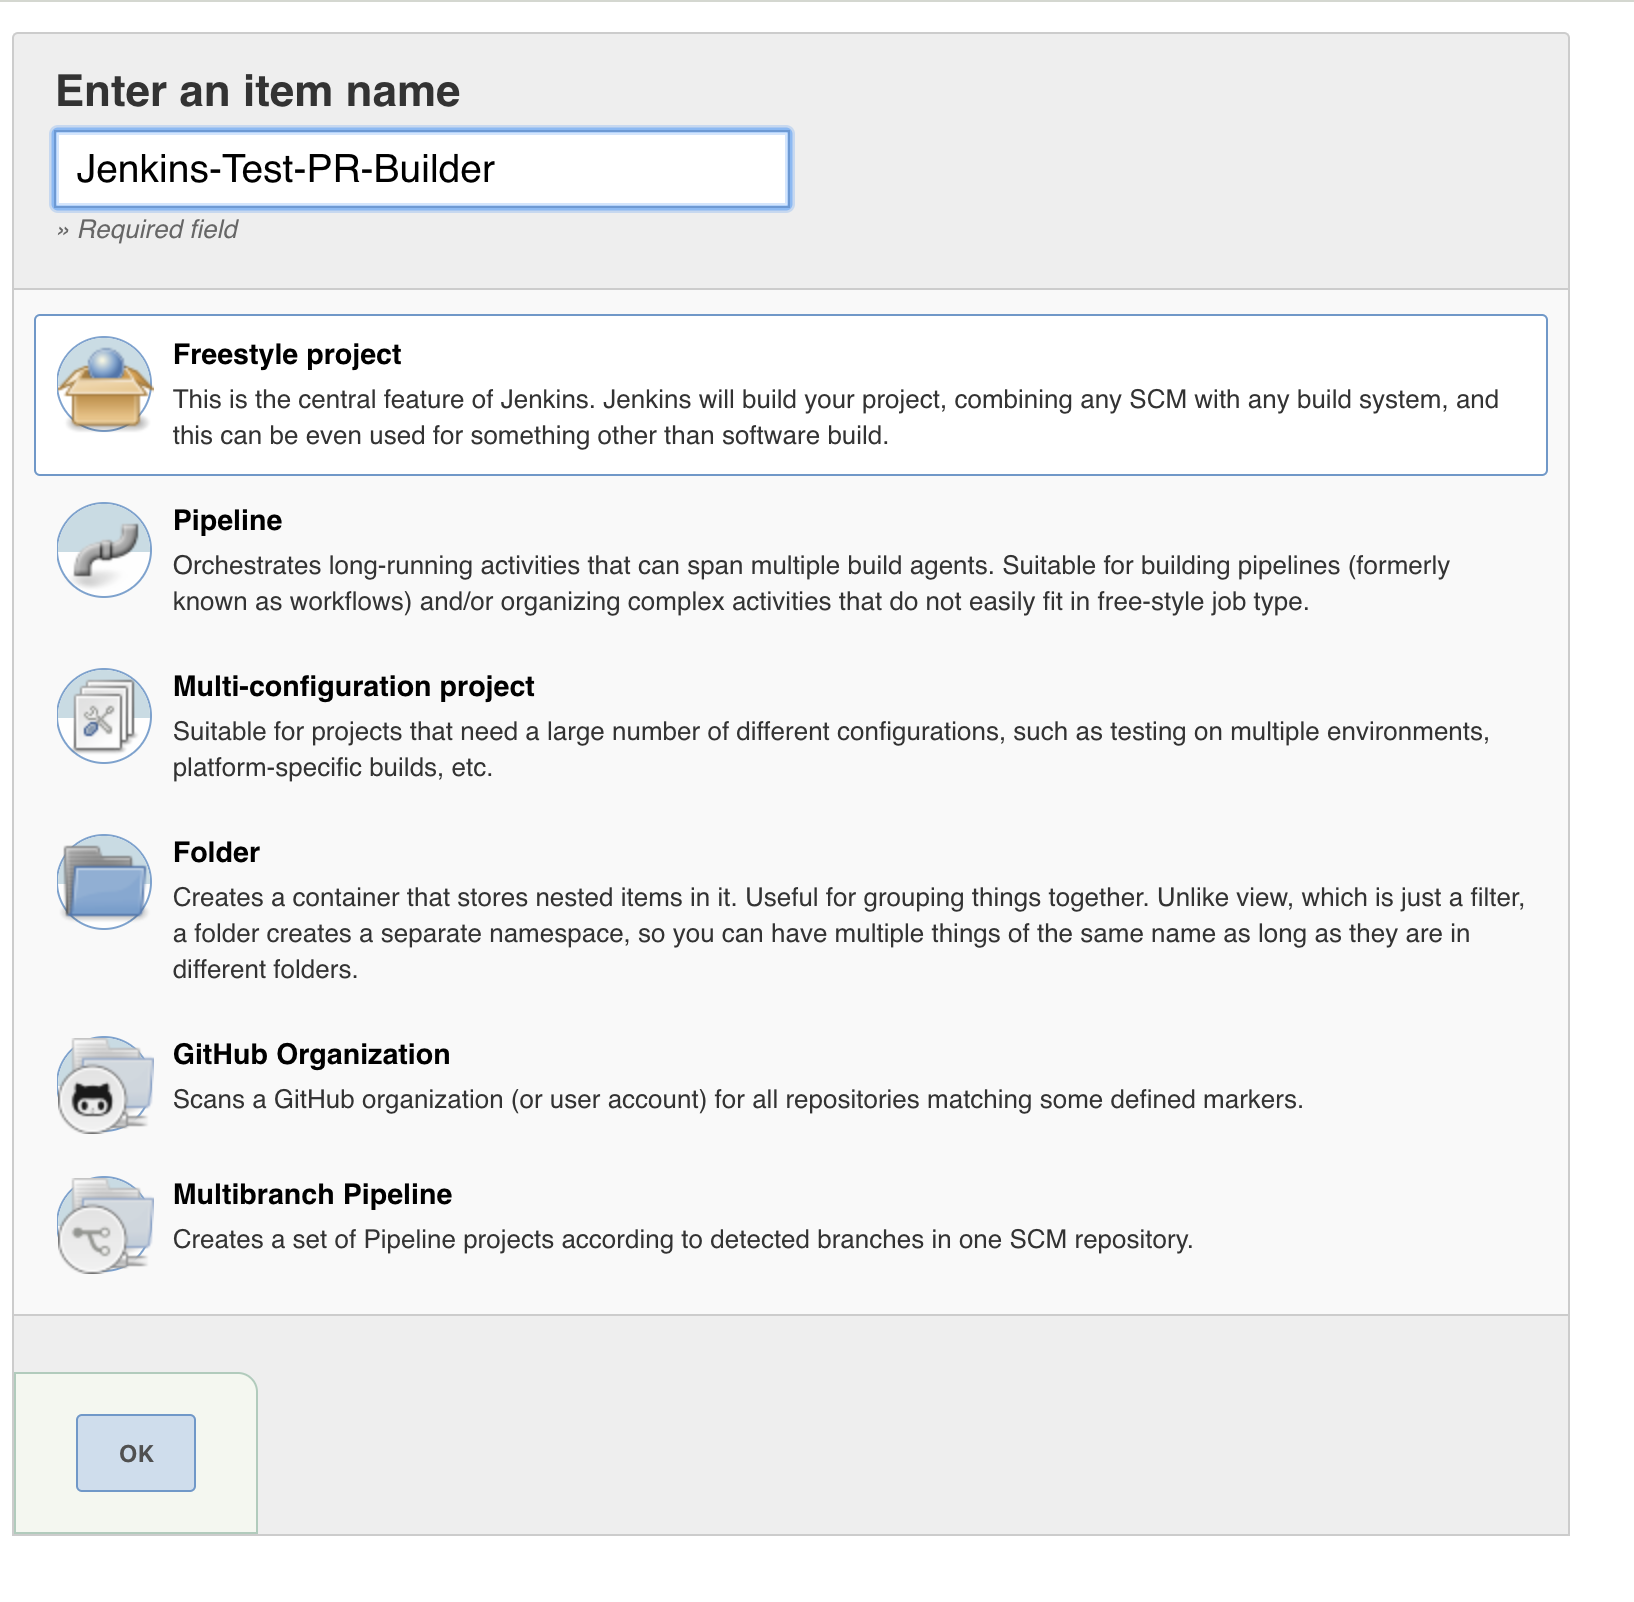 Enter an item name
Jenkins-Test-PR-Builder
» Required field
Freestyle project
This is the central feature of Jenkins. Jenkins will build your project, combining any SCM with any build system, and
this can be even used for something other than software build.
Pipeline
Orchestrates long-running activities that can span multiple build agents. Suitable for building pipelines (formerly
known as workflows) and/or organizing complex activities that do not easily fit in free-style job type.
Multi-configuration project
Suitable for projects that need a large number of different configurations, such as testing on multiple environments,
platform-specific builds, etc.
Folder
Creates a container that stores nested items in it. Useful for grouping things together. Unlike view, which is just a filter,
a folder creates a separate namespace, so you can have multiple things of the same name as long as they are in
different folders.
GitHub Organization
Scans a GitHub organization (or user account) for all repositories matching some defined markers.
Multibranch Pipeline
Creates a set of Pipeline projects according to detected branches in one SCM repository.
OK